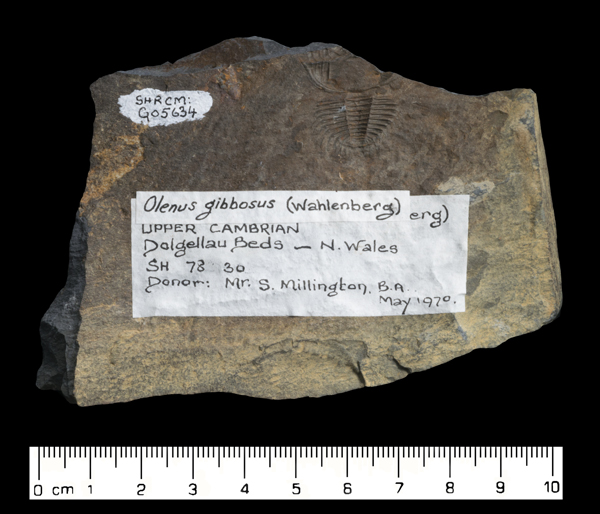 SHRCM:
G05634
Olenus gibbosus (Wahlenberg) erg)
UPPER CAMBRIAN
Dolgellau Beds – N. Wales
SH 73 30
Donor: Mr. S. Millington, B.A.
May 1970.
0 cm 1 2 3 4 5 6 7 8 9 10